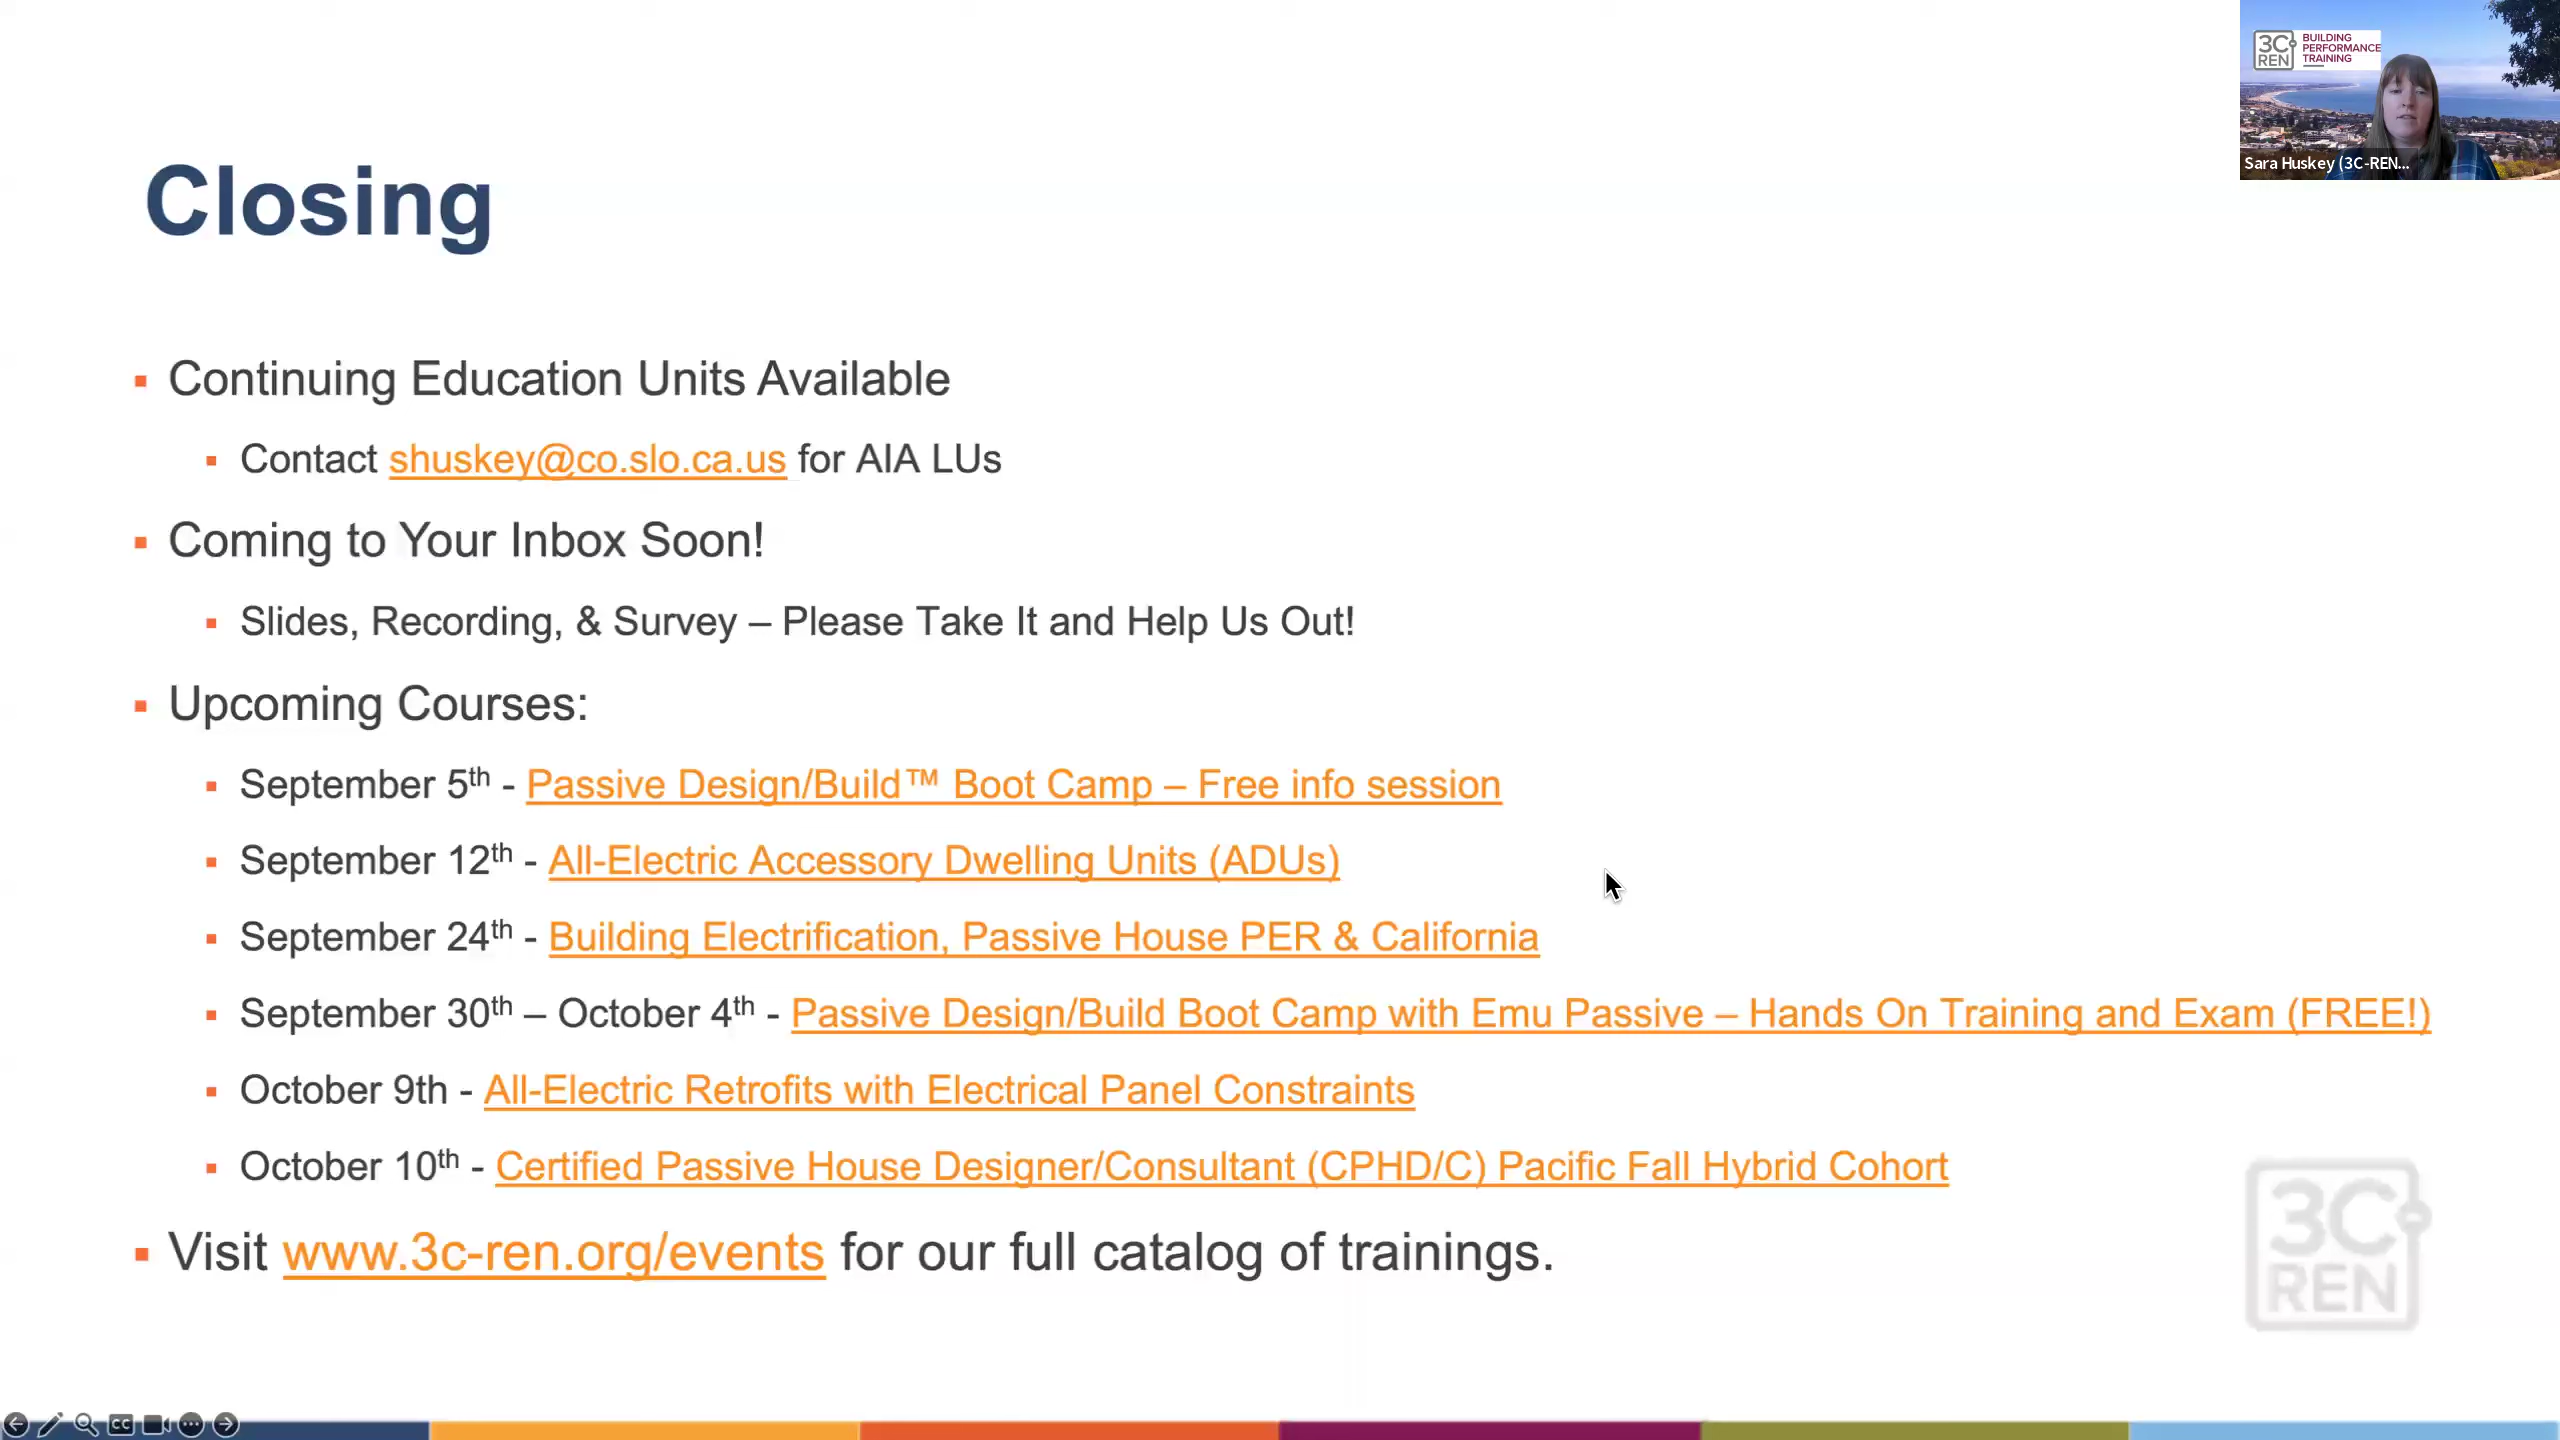 3C
REN
BUILDING
PERFORMANCE
TRAINING
Sara Huskey (3C-REN...
Closing
Continuing Education Units Available
Contact shuskey@co.slo.ca.us for AIA LUs
Coming to Your Inbox Soon!
Slides, Recording, & Survey – Please Take It and Help Us Out!
Upcoming Courses:
September 5th - Passive Design/Build™ Boot Camp – Free info session
September 12th - All-Electric Accessory Dwelling Units (ADUs)
September 24th - Building Electrification, Passive House PER & California
September 30th – October 4th - Passive Design/Build Boot Camp with Emu Passive – Hands On Training and Exam (FREE!)
October 9th - All-Electric Retrofits with Electrical Panel Constraints
October 10th - Certified Passive House Designer/Consultant (CPHD/C) Pacific Fall Hybrid Cohort
Visit www.3c-ren.org/events for our full catalog of trainings.
3C
REN
CC